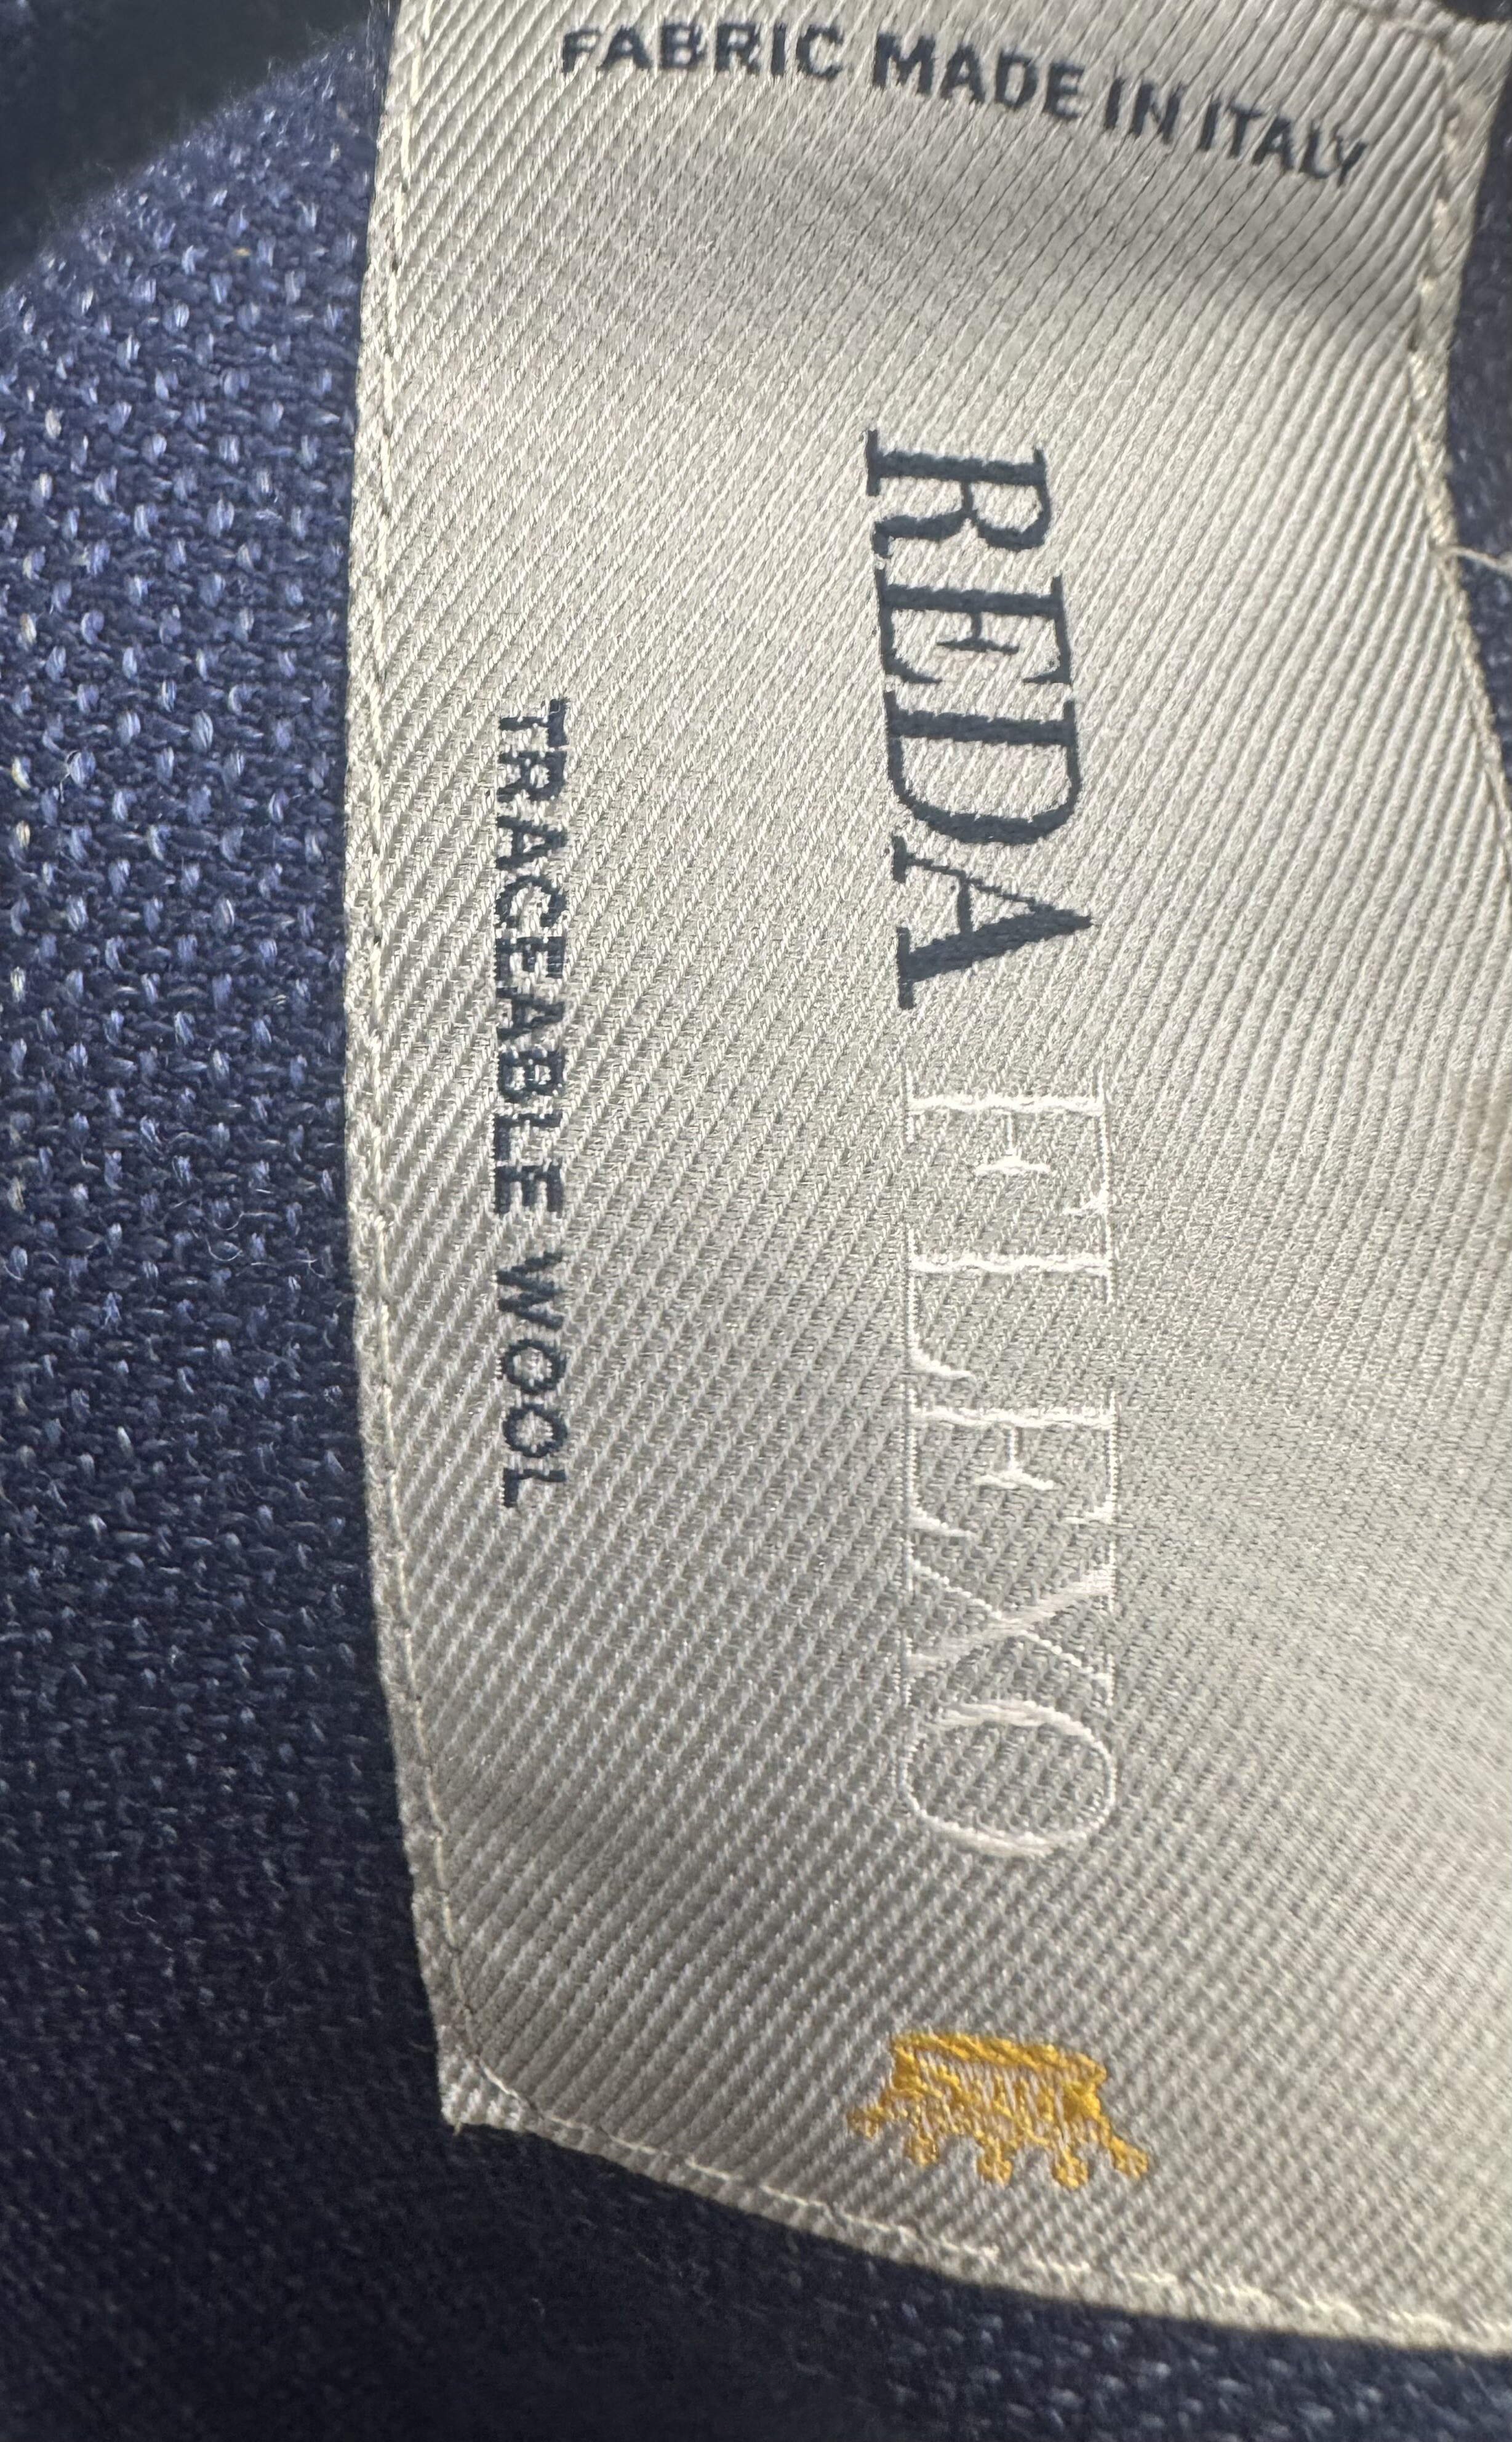 FABRIC MADE IN ITALY
REDA FLEXO
TRACEABLE WOOL